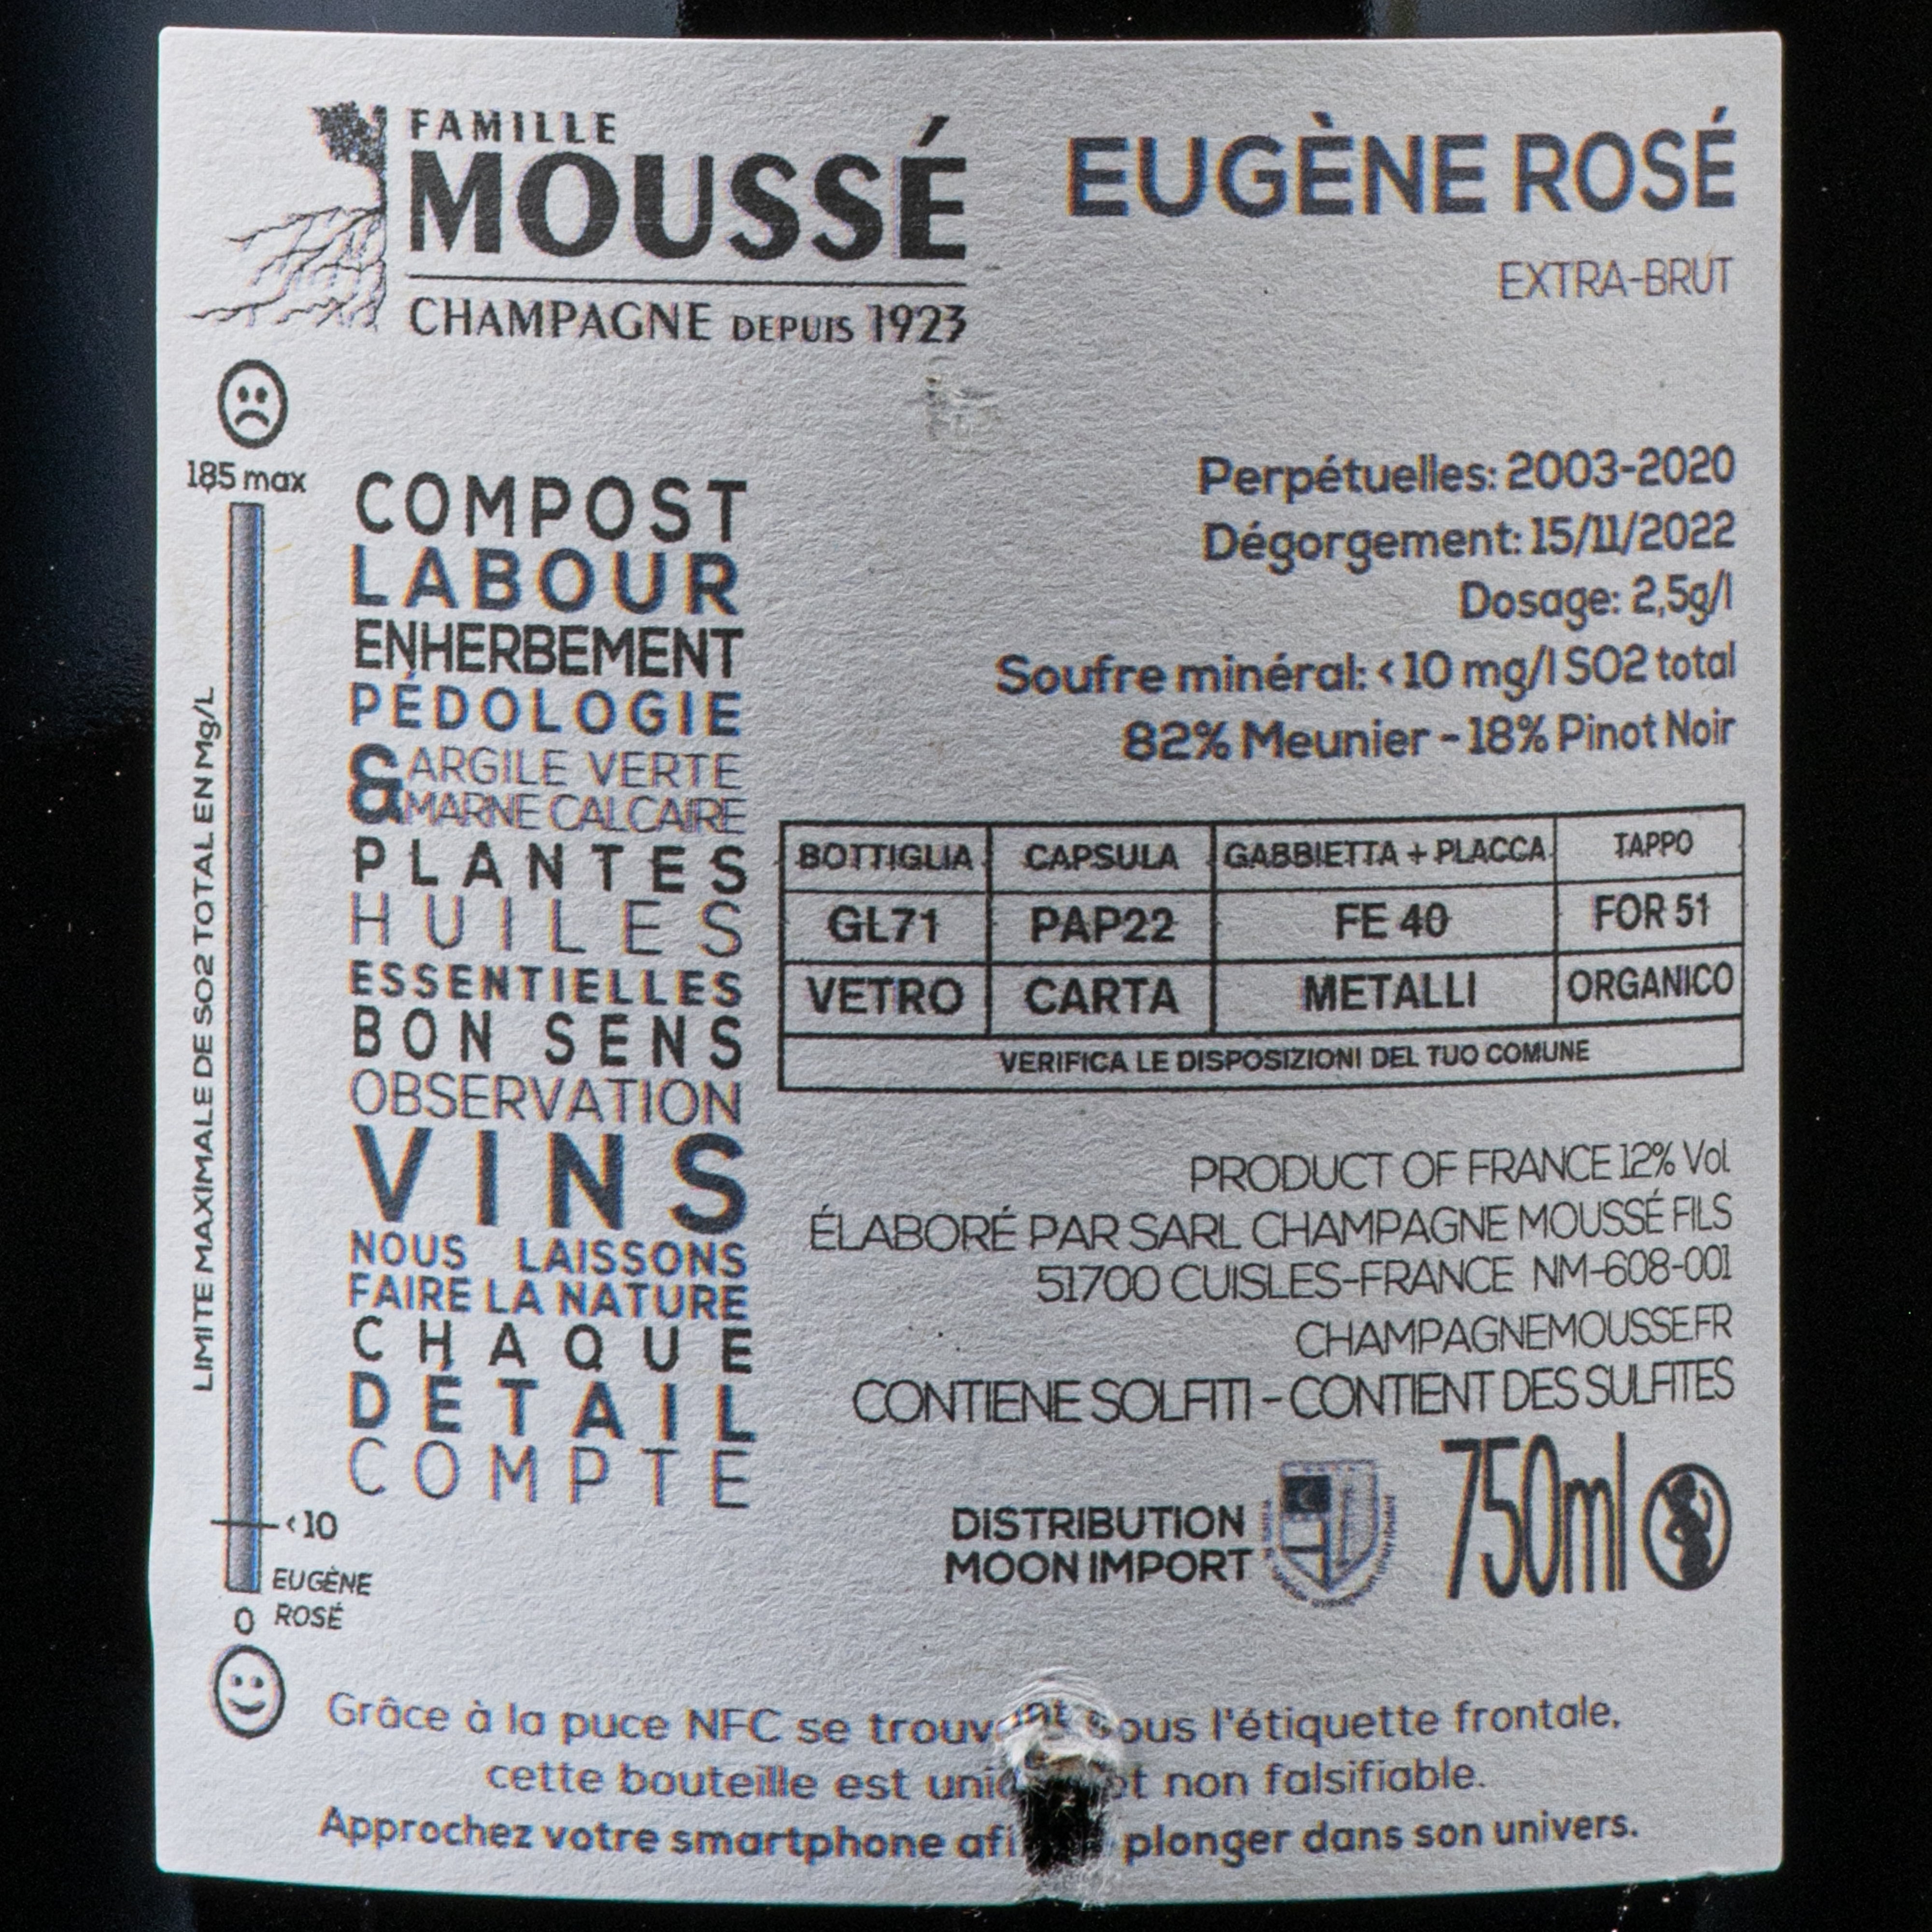 FAMILLE
MOUSSÉ
CHAMPAGNE DEPUIS 1923
EUGÈNE ROSÉ
EXTRA-BRUT
185 max
LIMITE MAXIMALE DE SO2 TOTAL EN Mg/L
<10
EUGÈNE
ROSÉ
0
COMPOST
LABOUR
ENHERBEMENT
PÉDOLOGIE
& ARGILE VERTE
MARNE CALCAIRE
PLANTES
HUILES
ESSENTIELLES
BON SENS
OBSERVATION
VINS
NOUS LAISSONS
FAIRE LA NATURE
CHAQUE
DÉTAIL
COMPTE
Perpétuelles: 2003-2020
Dégorgement: 15/11/2022
Dosage: 2,5g/l
Soufre minéral: <10 mg/l SO2 total
82% Meunier - 18% Pinot Noir
BOTTIGLIA CAPSULA GABBIETTA + PLACCA TAPPO
GL71 PAP22 FE 40 FOR 51
VETRO CARTA METALLI ORGANICO
VERIFICA LE DISPOSIZIONI DEL TUO COMUNE
PRODUCT OF FRANCE 12% Vol
ÉLABORÉ PAR SARL CHAMPAGNE MOUSSÉ FILS
51700 CUISLES-FRANCE NM-608-001
CHAMPAGNEMOUSSE.FR
CONTIENE SOLFITI - CONTIENT DES SULFITES
DISTRIBUTION
MOON IMPORT
750ml
Grâce à la puce NFC se trouvant sous l'étiquette frontale,
cette bouteille est et non falsifiable.
Approchez votre smartphone plonger dans son univers.